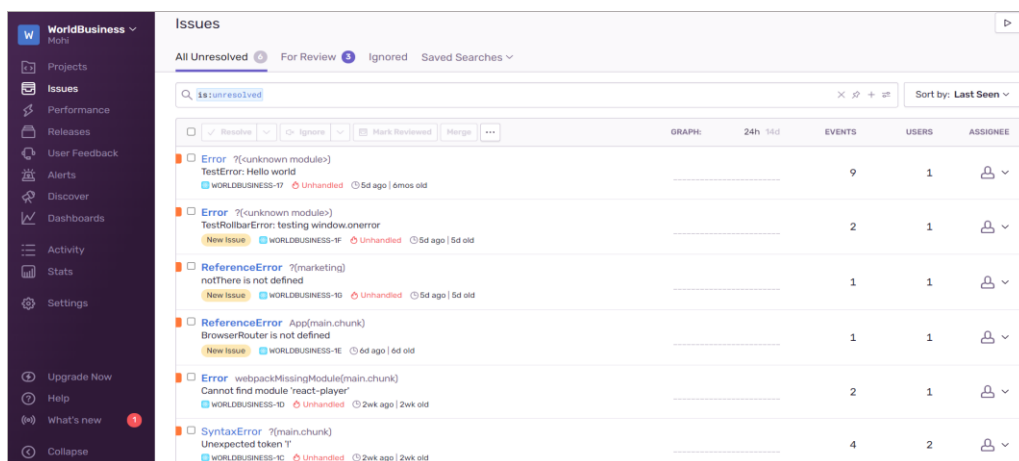 W WorldBusiness
Mohi
Projects
Issues
Performance
Releases
User Feedback
Alerts
Discover
Dashboards
Activity
Stats
Settings
Upgrade Now
Help
What's new 1
Collapse
Issues
All Unresolved 6 For Review 3 Ignored Saved Searches
is:unresolved
Sort by: Last Seen
Resolve Ignore Mark Reviewed Merge ... GRAPH: 24h 14d EVENTS USERS ASSIGNEE
Error ?(<unknown module>)
TestError: Hello world
WORLDBUSINESS-17 Unhandled 5d ago | 6mos old
9 1
Error ?(<unknown module>)
TestRollbarError: testing window.onerror
New Issue WORLDBUSINESS-1F Unhandled 5d ago | 5d old
2 1
ReferenceError ?(marketing)
notThere is not defined
New Issue WORLDBUSINESS-1G Unhandled 5d ago | 5d old
1 1
ReferenceError App(main.chunk)
BrowserRouter is not defined
New Issue WORLDBUSINESS-1E 6d ago | 6d old
1 1
Error webpackMissingModule(main.chunk)
Cannot find module 'react-player'
WORLDBUSINESS-1D Unhandled 2wk ago | 2wk old
2 1
SyntaxError ?(main.chunk)
Unexpected token '!'
WORLDBUSINESS-1C Unhandled 2wk ago | 2wk old
4 2